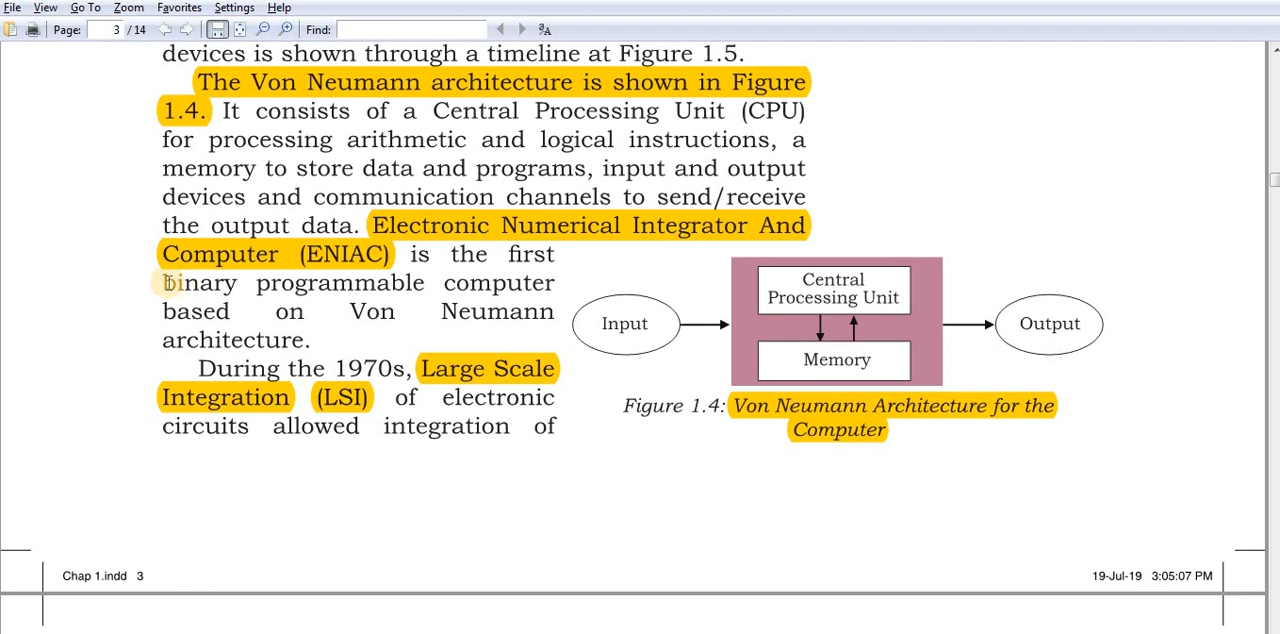 File View Go To Zoom Favorites Settings Help
Page: 3 / 14 Find:
devices is shown through a timeline at Figure 1.5.
The Von Neumann architecture is shown in Figure
1.4. It consists of a Central Processing Unit (CPU)
for processing arithmetic and logical instructions, a
memory to store data and programs, input and output
devices and communication channels to send/receive
the output data. Electronic Numerical Integrator And
Computer (ENIAC) is the first
binary programmable computer
based on Von Neumann
architecture.
During the 1970s, Large Scale
Integration (LSI) of electronic
circuits allowed integration of
Central
Processing Unit
Input
Output
Memory
Figure 1.4: Von Neumann Architecture for the
Computer
Chap 1.indd 3
19-Jul-19 3:05:07 PM